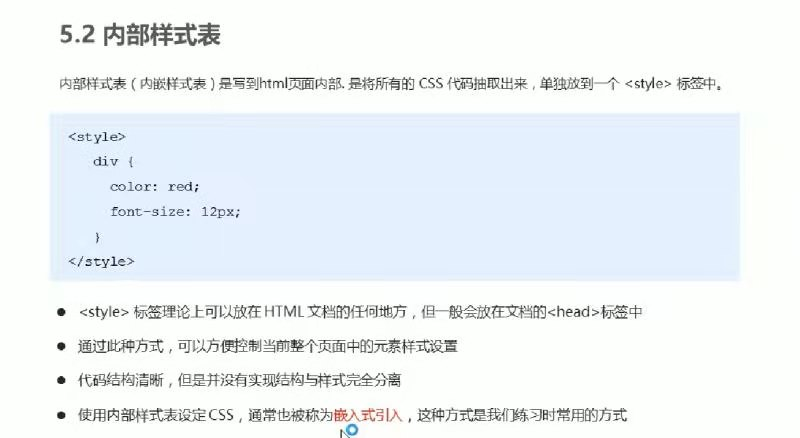 5.2 内部样式表
内部样式表（内嵌样式表）是写到html页面内部. 是将所有的 CSS 代码抽取出来，单独放到一个 <style> 标签中。
<style>
div {
color: red;
font-size: 12px;
}
</style>
● <style> 标签理论上可以放在 HTML 文档的任何地方，但一般会放在文档的<head>标签中
● 通过此种方式，可以方便控制当前整个页面中的元素样式设置
● 代码结构清晰，但是并没有实现结构与样式完全分离
● 使用内部样式表设定 CSS，通常也被称为嵌入式引入，这种方式是我们练习时常用的方式